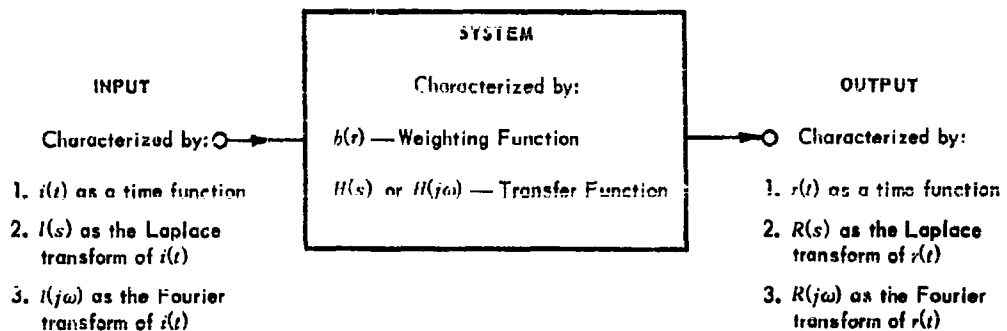 INPUT
Characterized by:
1. i(t) as a time function
2. I(s) as the Laplace
transform of i(t)
3. I(jω) as the Fourier
transform of i(t)
SYSTEM
Characterized by:
h(τ) — Weighting Function
H(s) or H(jω) — Transfer Function
OUTPUT
Characterized by:
1. r(t) as a time function
2. R(s) as the Laplace
transform of r(t)
3. R(jω) as the Fourier
transform of r(t)